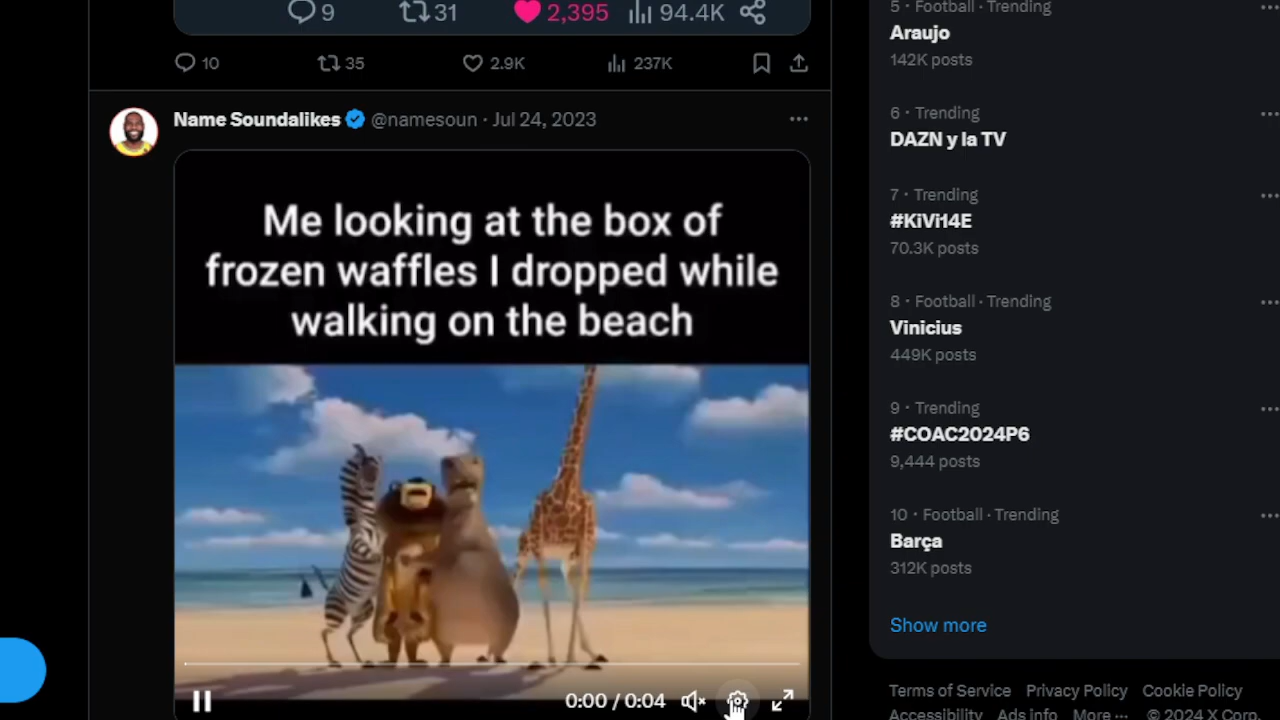 9 31 2,395 94.4K
10 35 2.9K 237K
Name Soundalikes @namesoun · Jul 24, 2023
Me looking at the box of
frozen waffles I dropped while
walking on the beach
0:00 / 0:04
5 · Football · Trending
Araujo
142K posts
6 · Trending
DAZN y la TV
7 · Trending
#KiVi14E
70.3K posts
8 · Football · Trending
Vinicius
449K posts
9 · Trending
#COAC2024P6
9,444 posts
10 · Football · Trending
Barça
312K posts
Show more
Terms of Service Privacy Policy Cookie Policy
Accessibility Ads info More ··· © 2024 X Corp.